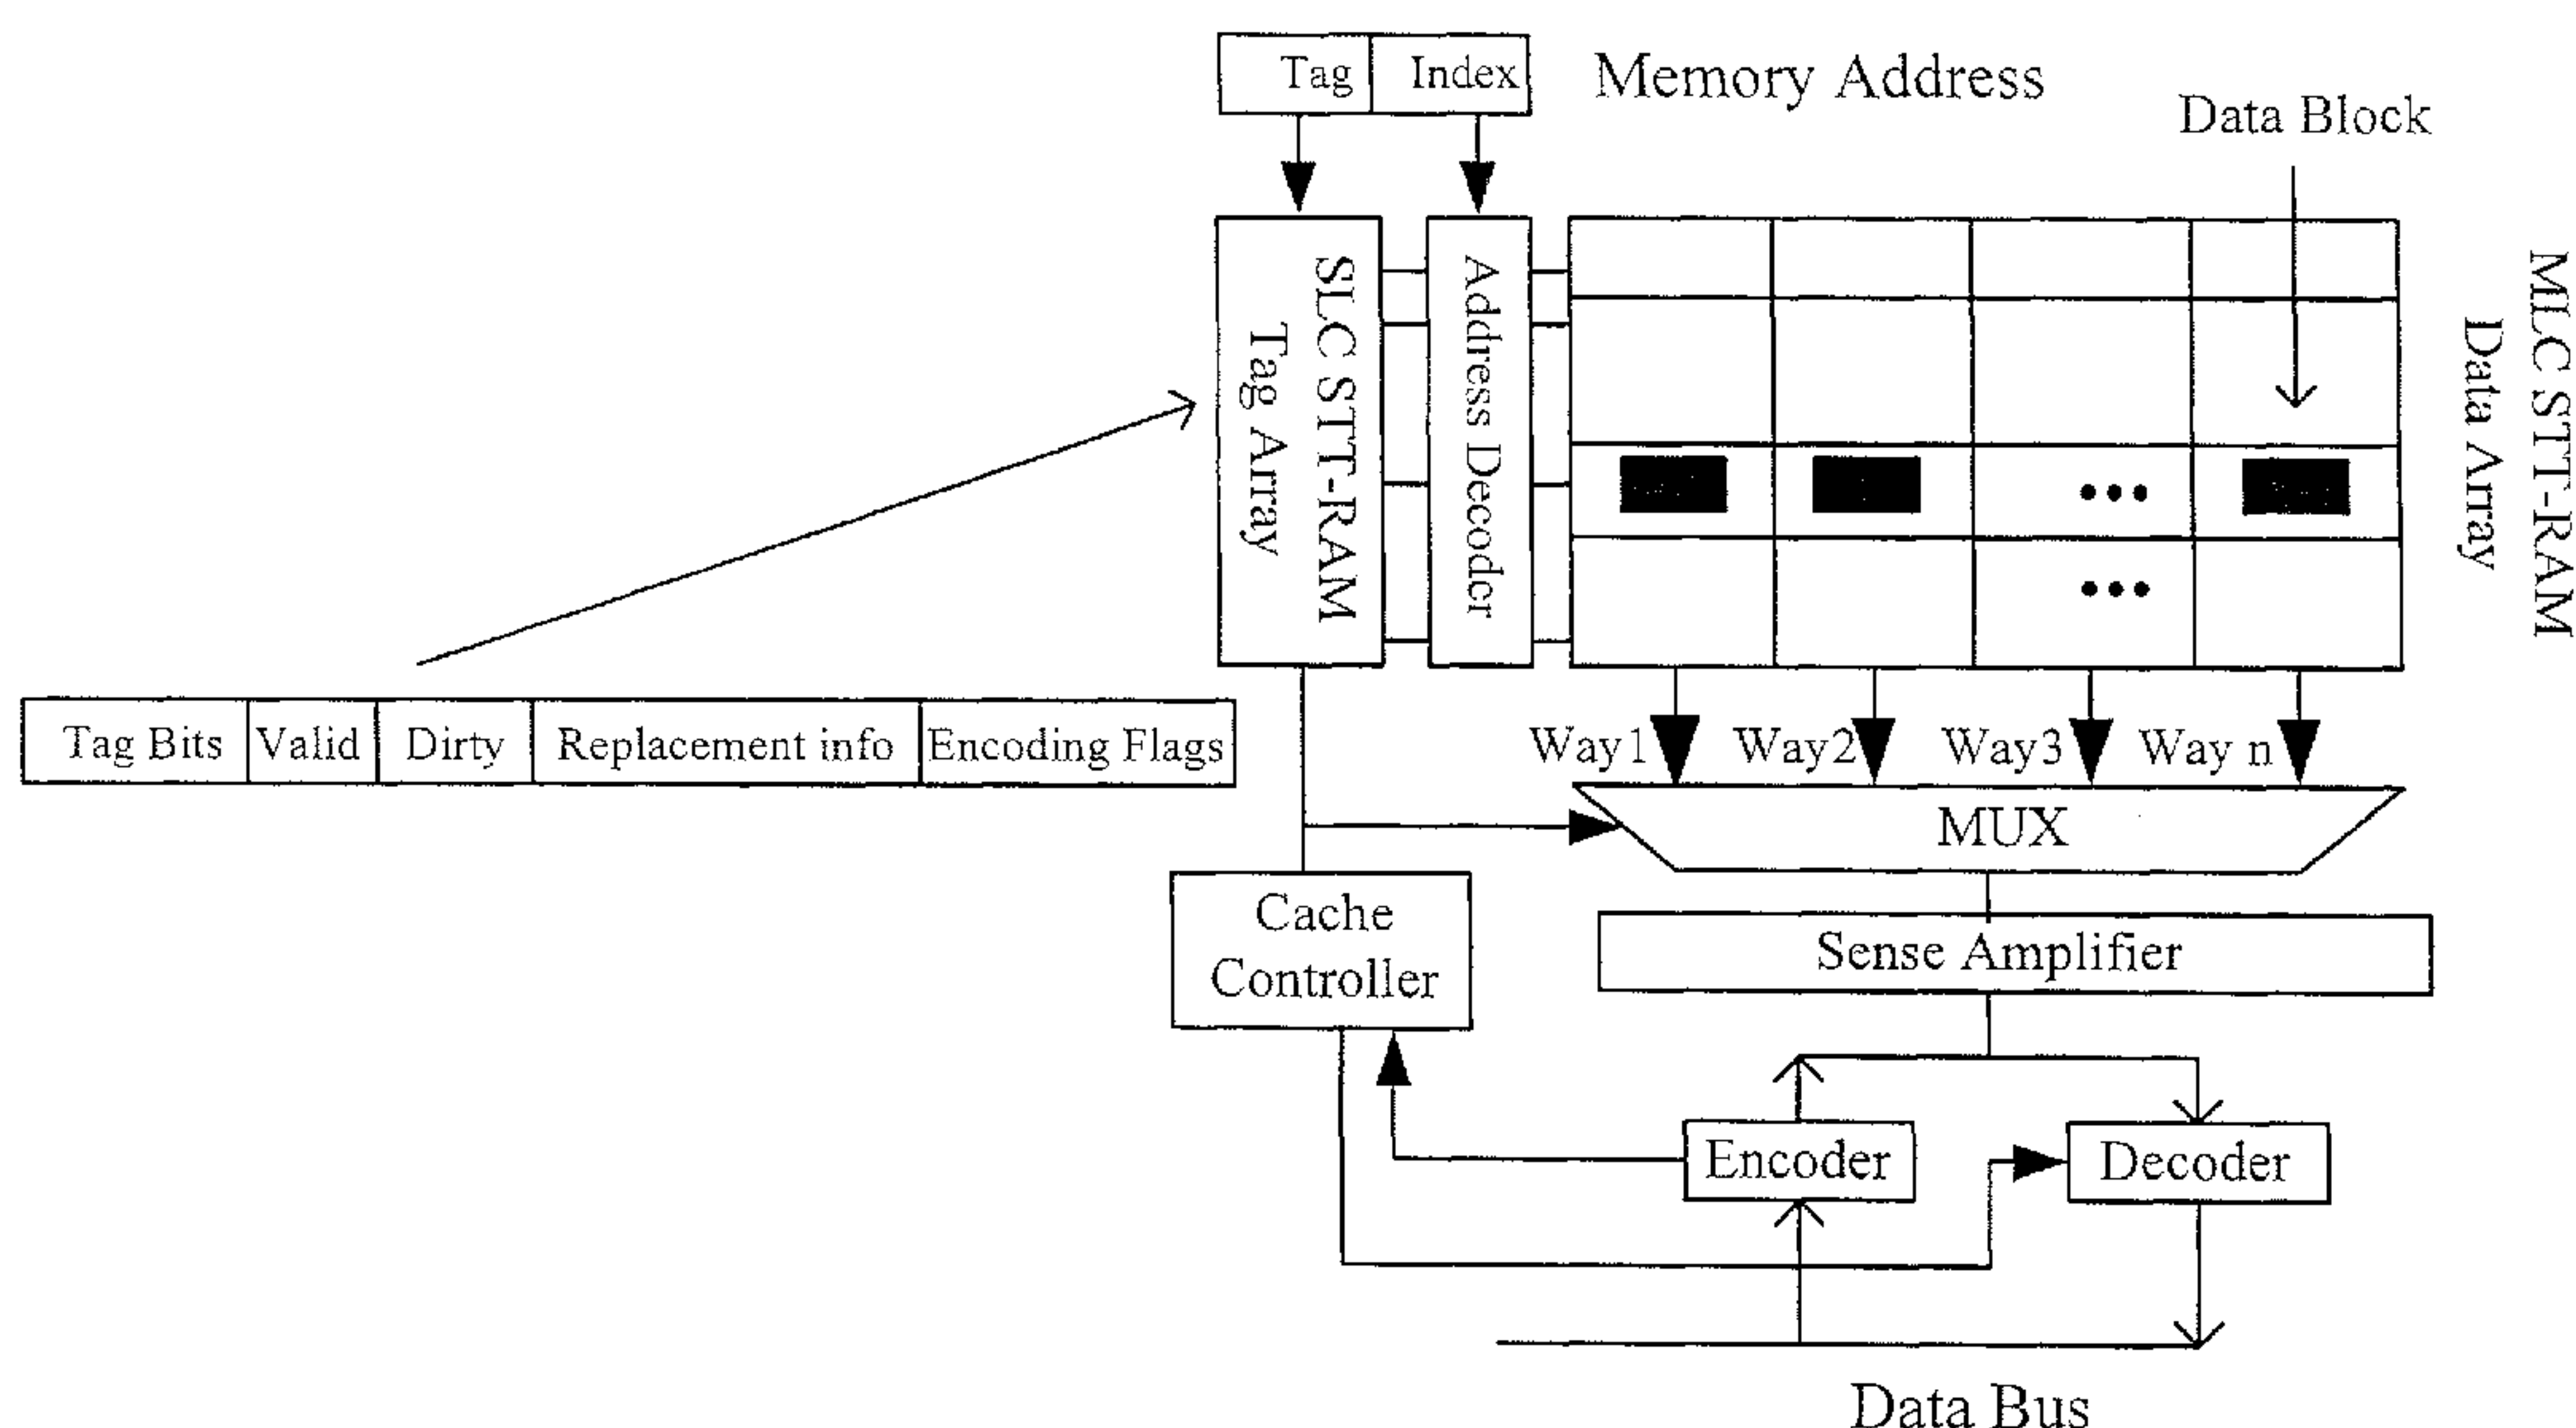 Tag
Index
Memory Address
Data Block
SLC STT-RAM
Tag Array
Address Decoder
MLC STT-RAM
Data Array
Tag Bits
Valid
Dirty
Replacement info
Encoding Flags
Way1
Way2
Way3
Way n
MUX
Cache
Controller
Sense Amplifier
Encoder
Decoder
Data Bus